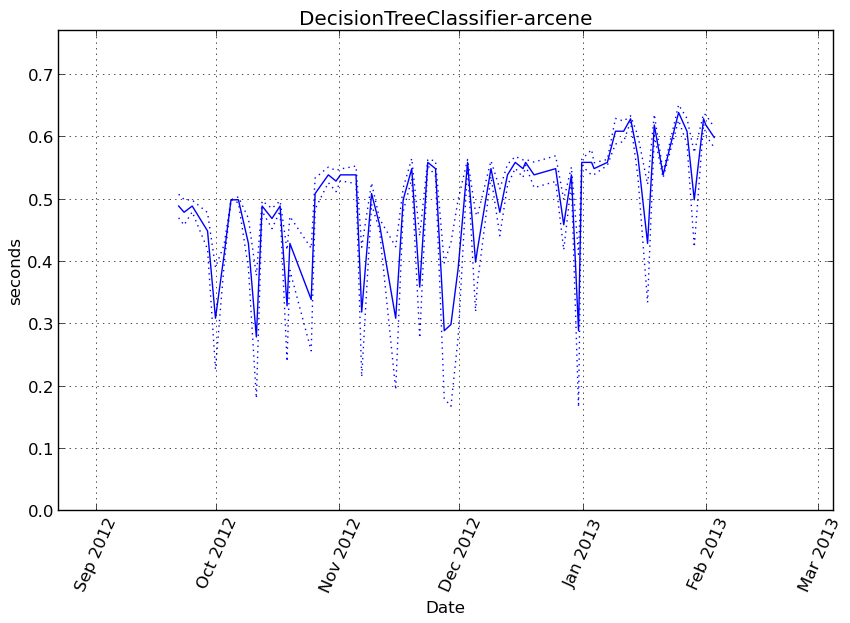 DecisionTreeClassifier-arcene
0.7
0.6
0.5
0.4
0.3
0.2
0.1
0.0
seconds
Sep 2012
Oct 2012
Nov 2012
Dec 2012
Jan 2013
Feb 2013
Mar 2013
Date